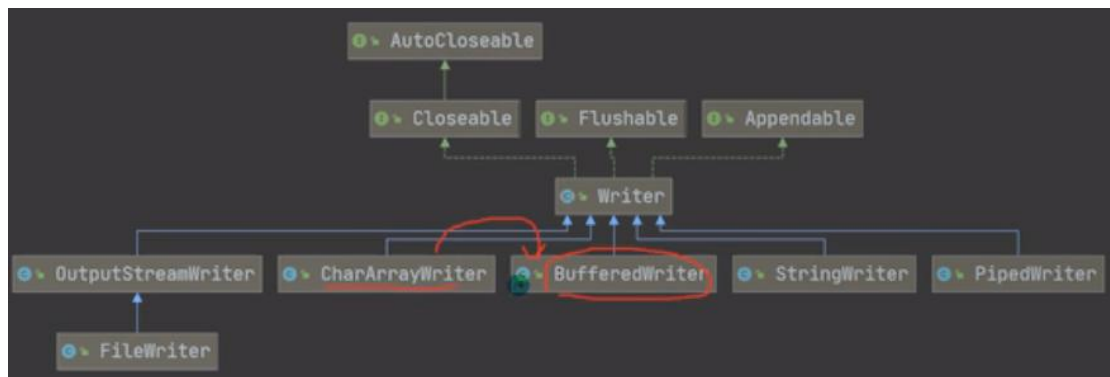 AutoCloseable
Closeable Flushable Appendable
Writer
OutputStreamWriter CharArrayWriter BufferedWriter StringWriter PipedWriter
FileWriter